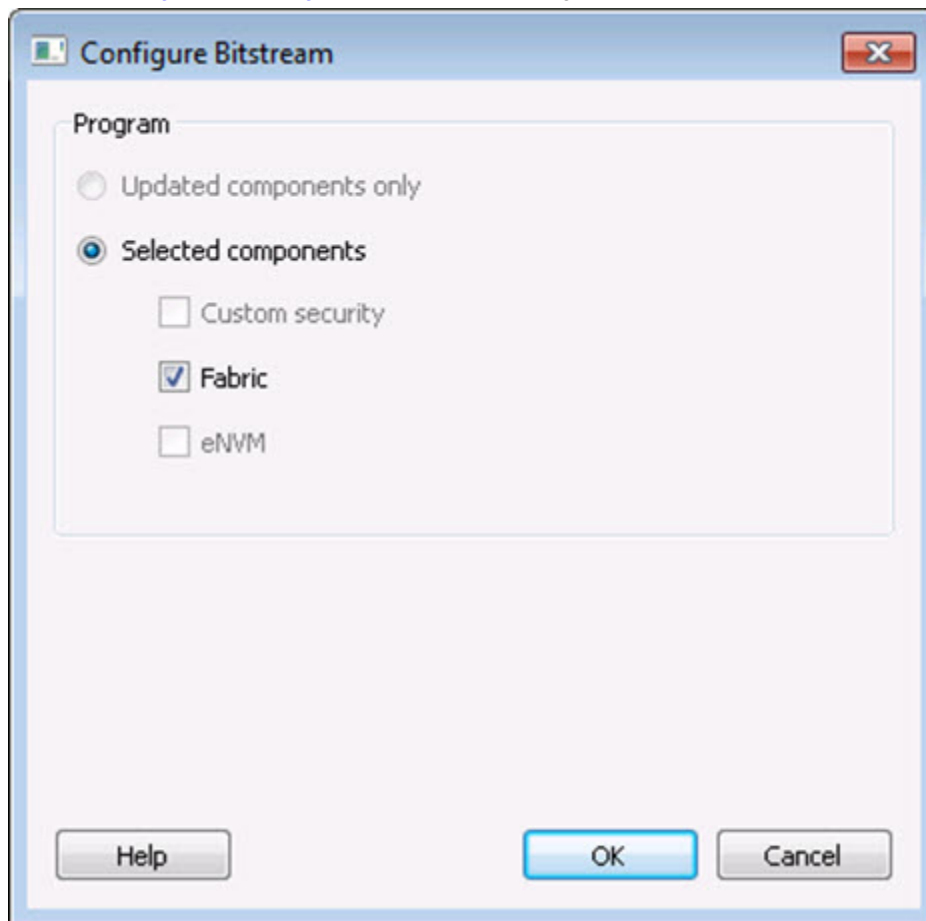 Configure Bitstream
Program
Updated components only
Selected components
Custom security
Fabric
eNVM
Help
OK
Cancel